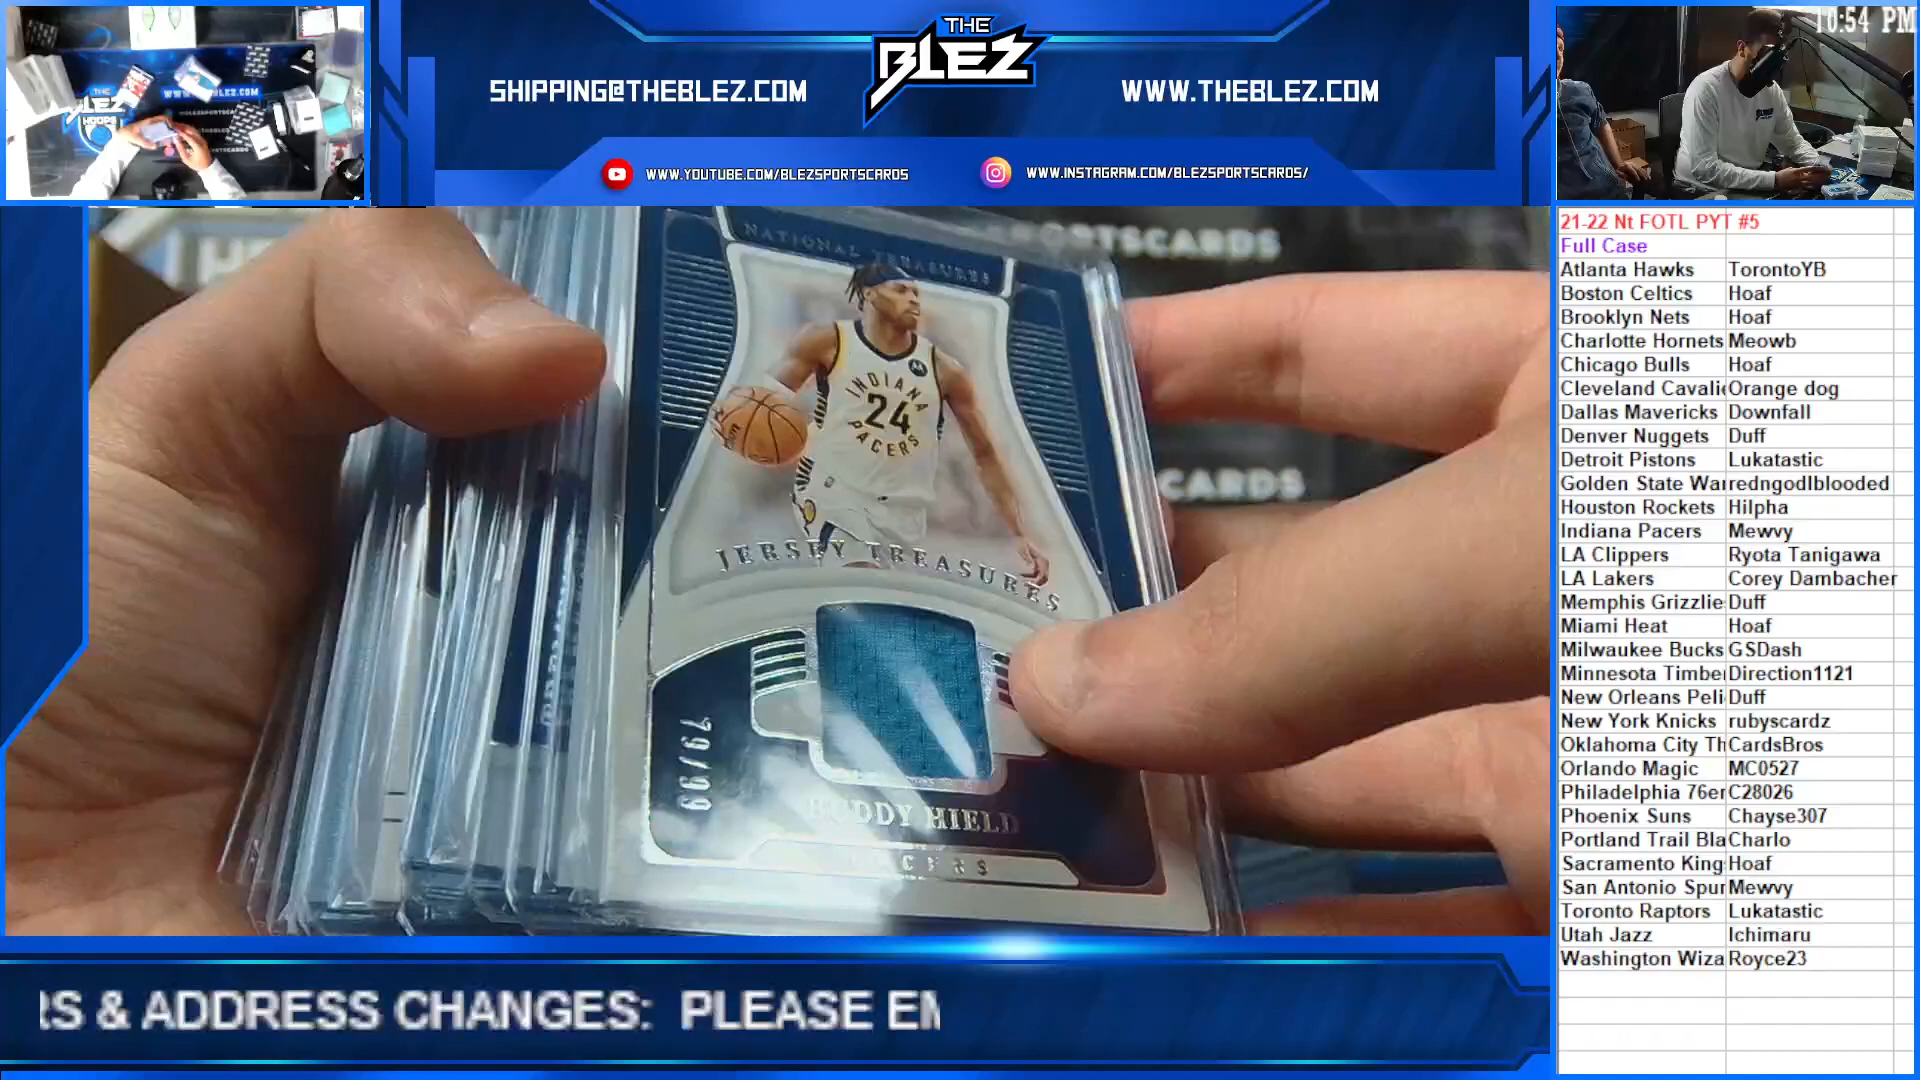 THE
BLEZ
SHIPPING@THEBLEZ.COM
WWW.THEBLEZ.COM
WWW.YOUTUBE.COM/BLEZSPORTSCARDS
WWW.INSTAGRAM.COM/BLEZSPORTSCARDS/
10:54 PM
THE
BLEZ
HOOPS
NATIONAL TREASURES
INDIANA
24
PACERS
JERSEY TREASURES
79/99
BUDDY HIELD
CARDS
21-22 Nt FOTL PYT #5
Full Case
Atlanta Hawks TorontoYB
Boston Celtics Hoaf
Brooklyn Nets Hoaf
Charlotte Hornets Meowb
Chicago Bulls Hoaf
Cleveland Cavalie Orange dog
Dallas Mavericks Downfall
Denver Nuggets Duff
Detroit Pistons Lukatastic
Golden State War redngodlblooded
Houston Rockets Hilpha
Indiana Pacers Mewvy
LA Clippers Ryota Tanigawa
LA Lakers Corey Dambacher
Memphis Grizzlie Duff
Miami Heat Hoaf
Milwaukee Bucks GSDash
Minnesota Timbe Direction1121
New Orleans Peli Duff
New York Knicks rubyscardz
Oklahoma City Th CardsBros
Orlando Magic MC0527
Philadelphia 76er C28026
Phoenix Suns Chayse307
Portland Trail Bla Charlo
Sacramento King Hoaf
San Antonio Spur Mewvy
Toronto Raptors Lukatastic
Utah Jazz Ichimaru
Washington Wiza Royce23
RS & ADDRESS CHANGES: PLEASE EM